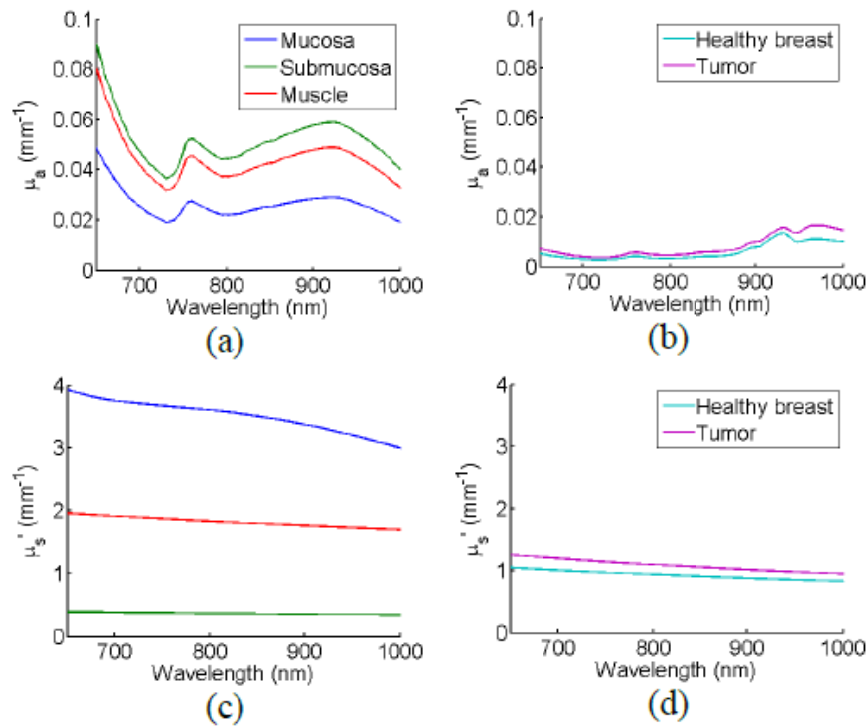 0.1
0.08
0.06
0.04
0.02
0
μa (mm-1)
Mucosa
Submucosa
Muscle
700 800 900 1000
Wavelength (nm)
(a)
0.1
0.08
0.06
0.04
0.02
0
μa (mm-1)
Healthy breast
Tumor
700 800 900 1000
Wavelength (nm)
(b)
4
3
2
1
0
μs' (mm-1)
700 800 900 1000
Wavelength (nm)
(c)
4
3
2
1
0
μs' (mm-1)
Healthy breast
Tumor
700 800 900 1000
Wavelength (nm)
(d)